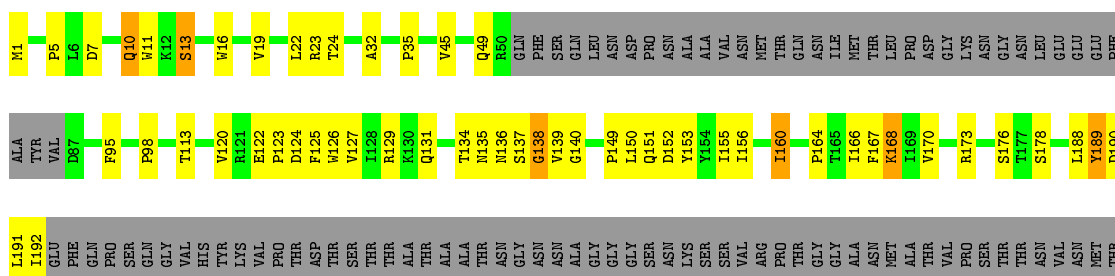 M1 P5 L6 D7 Q10 W11 K12 S13 W16 V19 L22 R23 T24 A32 P35 V45 Q49 R50 GLN PHE SER GLN LEU ASN ASP PRO ASN ALA ALA VAL ASN MET THR GLN ASN ILE MET THR LEU PRO ASP GLY LYS ASN GLY ASN LEU GLU GLU GLU PHE
ALA TYR VAL D87 F95 P98 T113 V120 R121 E122 P123 D124 F125 W126 V127 I128 R129 K130 Q131 T134 N135 N136 S137 G138 V139 G140 P149 L150 Q151 D152 Y153 Y154 I155 I156 I160 P164 T165 I166 F167 K168 I169 V170 R173 S176 T177 S178 L188 Y189
L191 I192 GLU PHE GLN PRO SER GLN GLY VAL HIS TYR LYS VAL PRO THR ASP THR SER THR THR ALA THR ALA ALA THR ASN GLY ASN ASN ALA GLY GLY GLY SER ASN LYS SER SER VAL ARG PRO THR GLY GLY ALA ASN MET ALA THR VAL PRO SER THR THR ASN VAL ASN MET